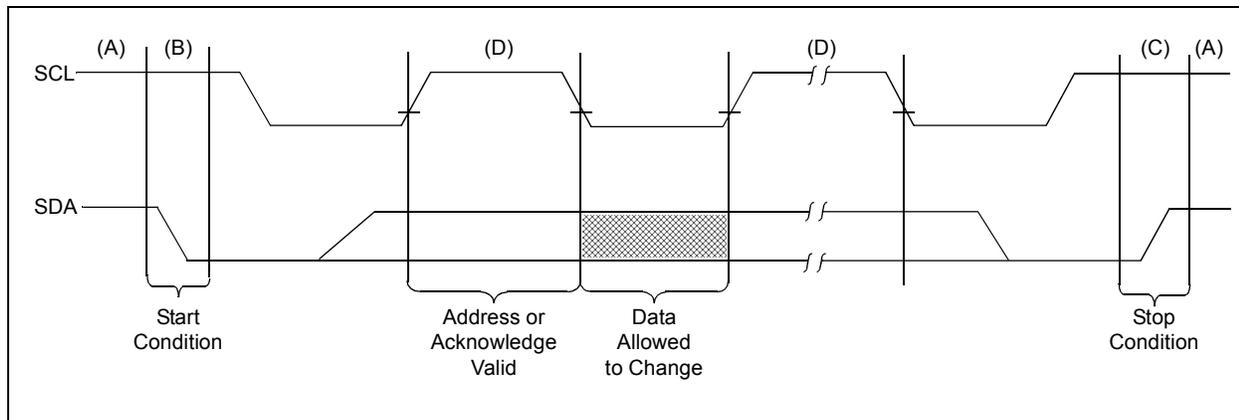 (A) (B) (D) (D) (C) (A)
SCL
SDA
Start
Condition
Address or
Acknowledge
Valid
Data
Allowed
to Change
Stop
Condition